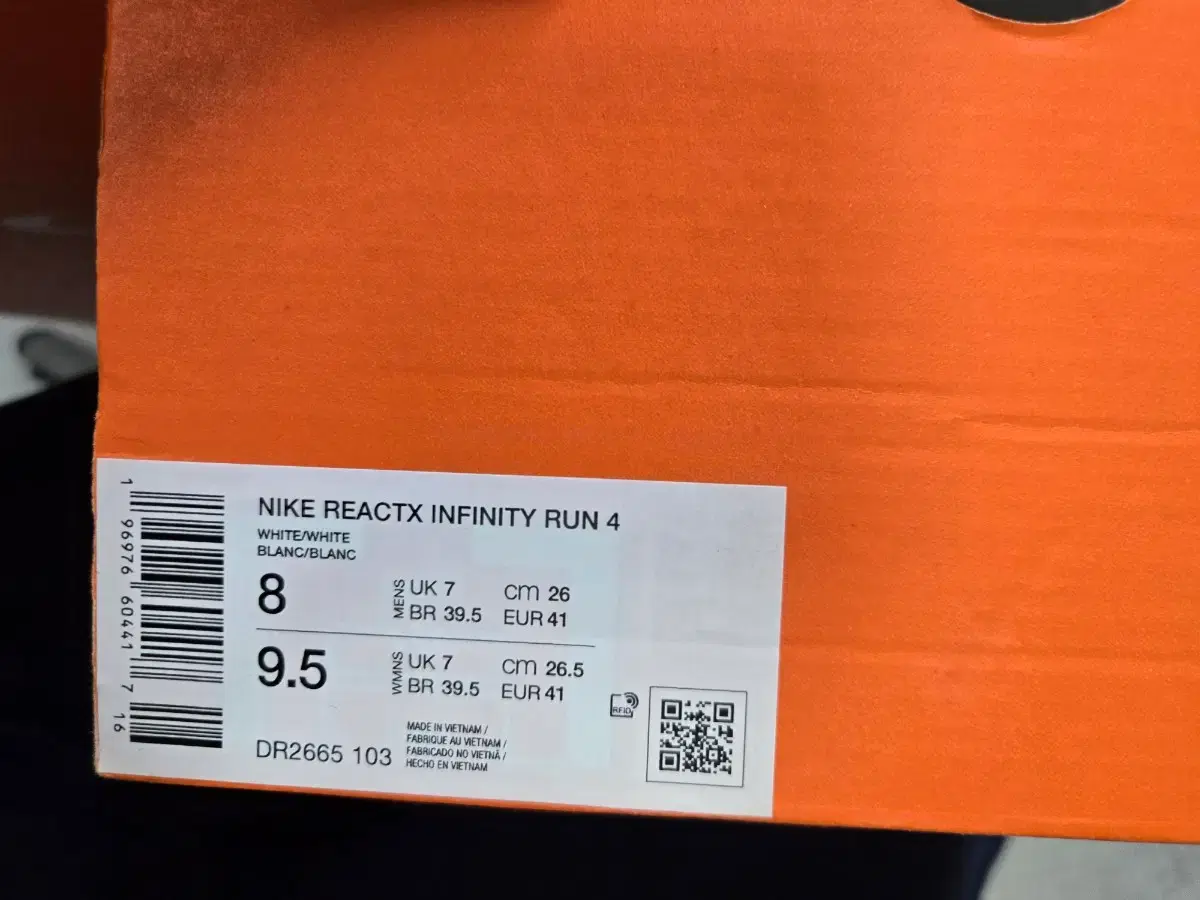 NIKE REACTX INFINITY RUN 4
WHITE/WHITE
BLANC/BLANC
8
MENS
UK 7 cm 26
BR 39.5 EUR 41
9.5
WMNS
UK 7 cm 26.5
BR 39.5 EUR 41
DR2665 103
MADE IN VIETNAM /
FABRIQUE AU VIETNAM /
FABRICADO NO VIETNÃ /
HECHO EN VIETNAM
RFID
1 96976 60441 7 16